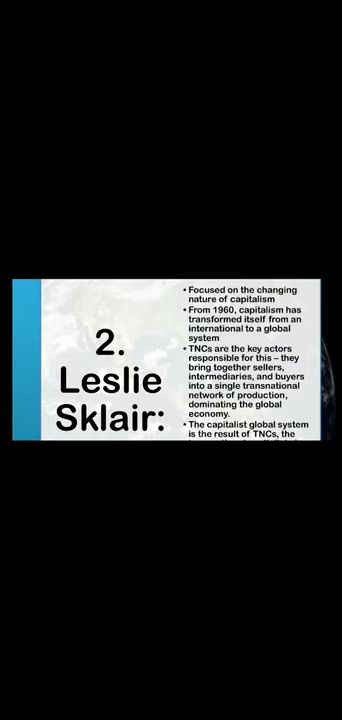 2.
Leslie
Sklair:
• Focused on the changing
nature of capitalism
• From 1960, capitalism has
transformed itself from an
international to a global
system
• TNCs are the key actors
responsible for this – they
bring together sellers,
intermediaries, and buyers
into a single transnational
network of production,
dominating the global
economy.
• The capitalist global system
is the result of TNCs, the